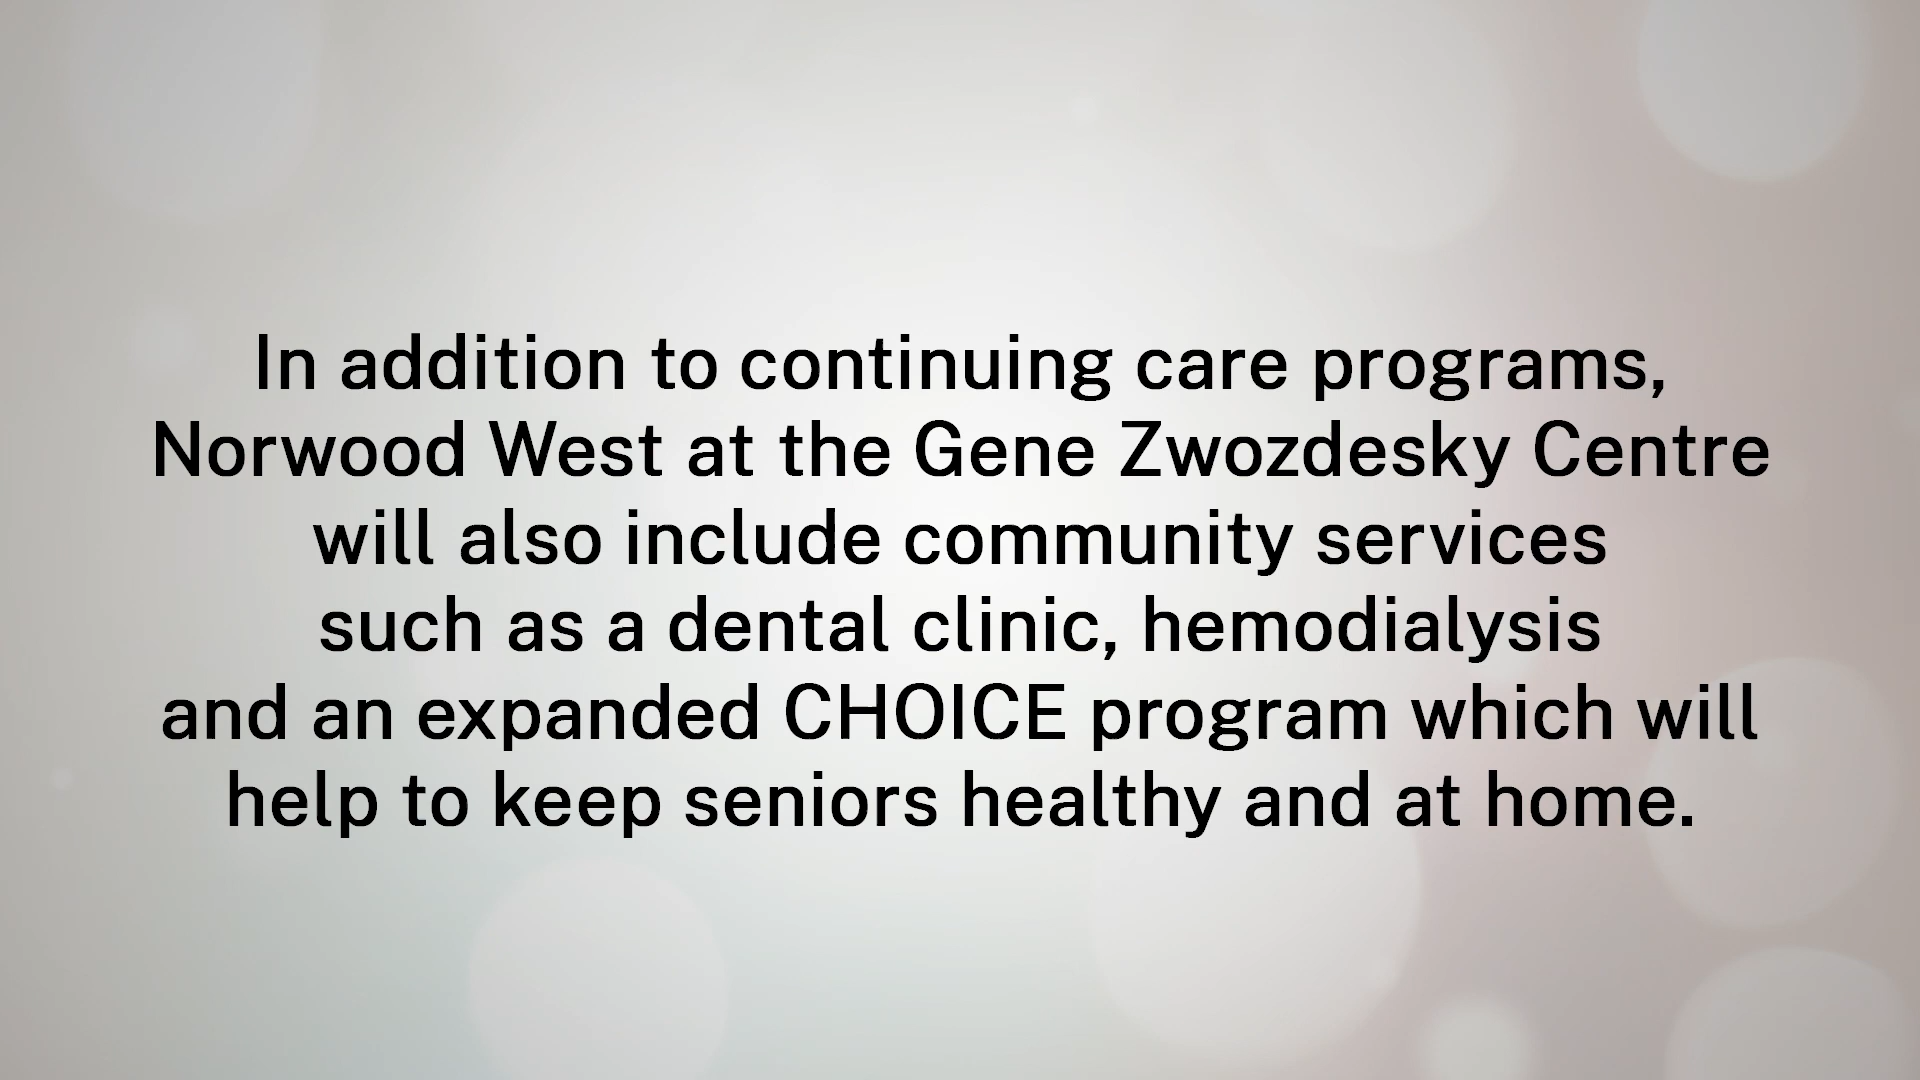 In addition to continuing care programs,
Norwood West at the Gene Zwozdesky Centre
will also include community services
such as a dental clinic, hemodialysis
and an expanded CHOICE program which will
help to keep seniors healthy and at home.